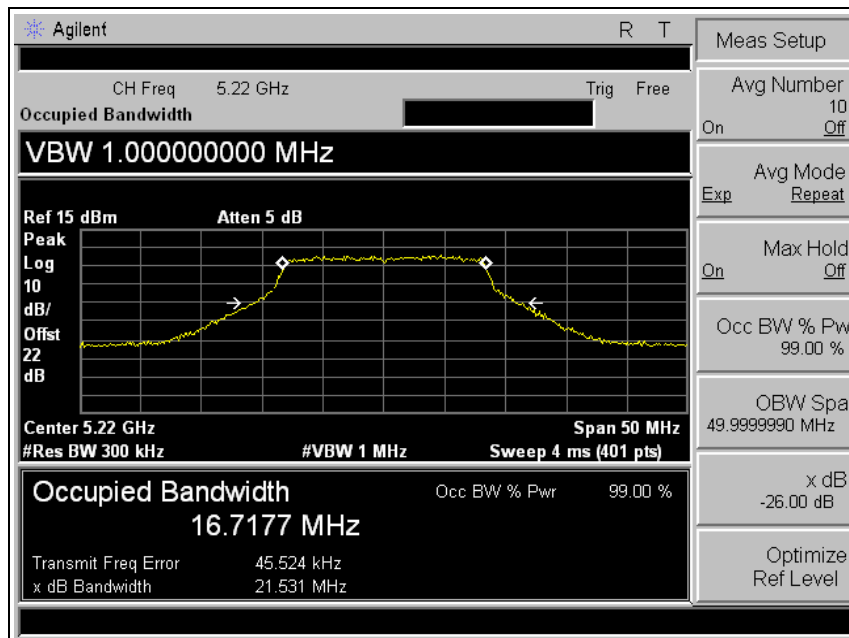 Agilent R T
CH Freq 5.22 GHz Trig Free
Occupied Bandwidth
VBW 1.000000000 MHz
Ref 15 dBm Atten 5 dB
Peak
Log
10
dB/
Offst
22
dB
Center 5.22 GHz Span 50 MHz
#Res BW 300 kHz #VBW 1 MHz Sweep 4 ms (401 pts)
Occupied Bandwidth Occ BW % Pwr 99.00 %
16.7177 MHz
Transmit Freq Error 45.524 kHz
x dB Bandwidth 21.531 MHz
Meas Setup
Avg Number
10
On Off
Avg Mode
Exp Repeat
Max Hold
On Off
Occ BW % Pw
99.00 %
OBW Spa
49.9999990 MHz
x dB
-26.00 dB
Optimize
Ref Level